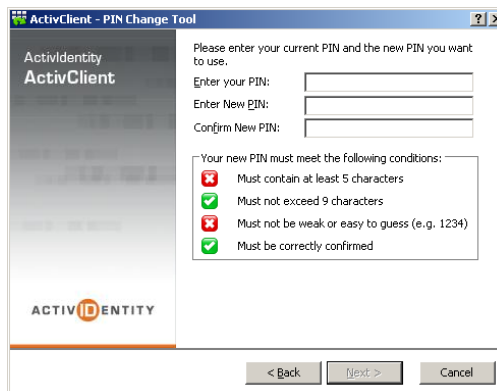 ActivClient - PIN Change Tool
ActivIdentity
ActivClient
Please enter your current PIN and the new PIN you want
to use.
Enter your PIN:
Enter New PIN:
Confirm New PIN:
Your new PIN must meet the following conditions:
Must contain at least 5 characters
Must not exceed 9 characters
Must not be weak or easy to guess (e.g. 1234)
Must be correctly confirmed
ACTIVIDENTITY
< Back
Next >
Cancel